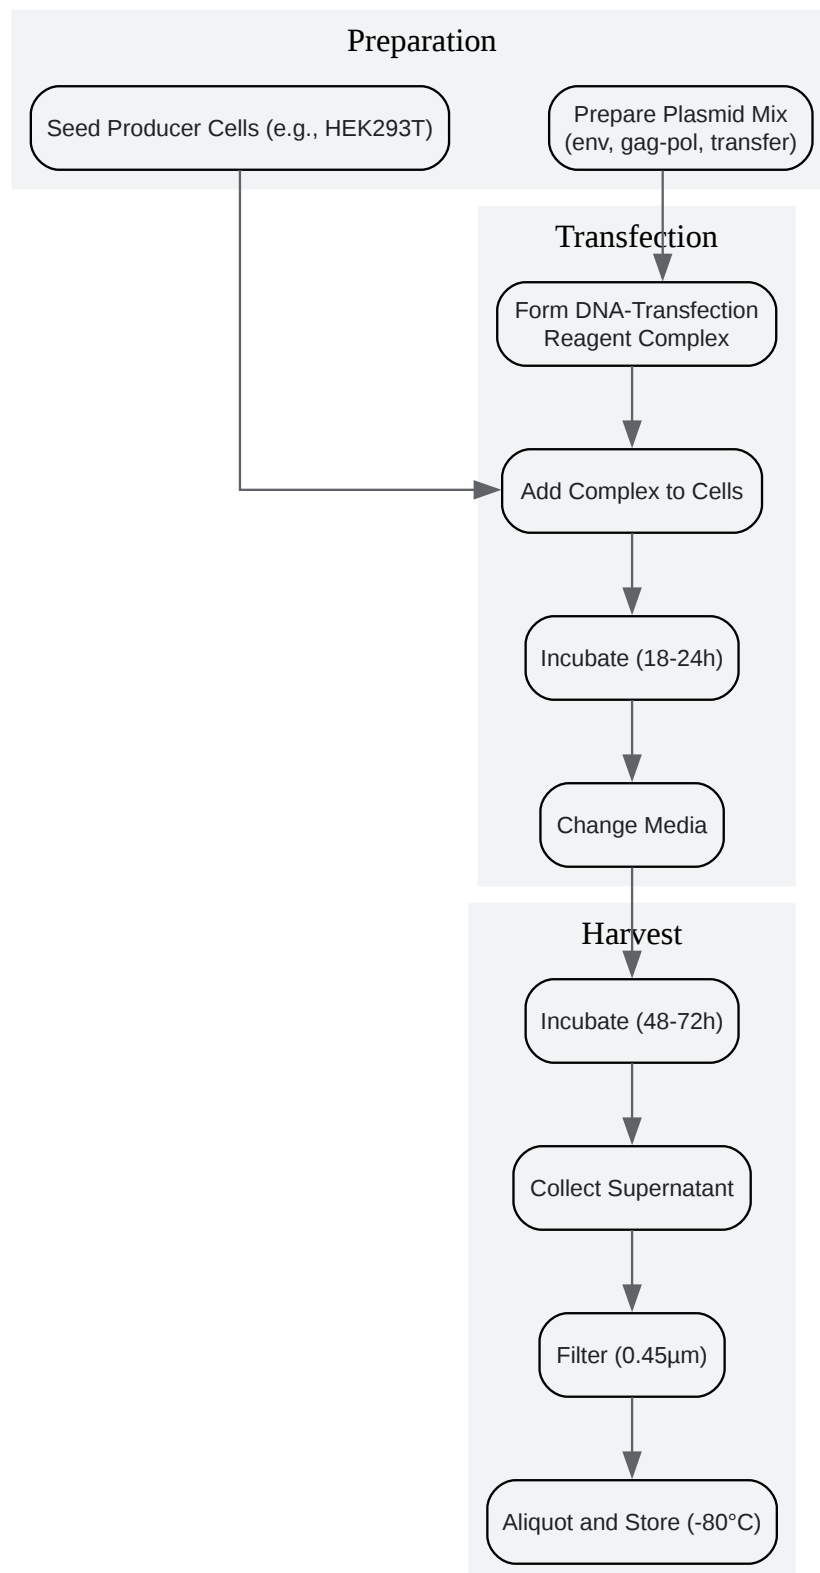 Preparation
Seed Producer Cells (e.g., HEK293T)
Prepare Plasmid Mix
(env, gag-pol, transfer)
Transfection
Form DNA-Transfection
Reagent Complex
Add Complex to Cells
Incubate (18-24h)
Change Media
Harvest
Incubate (48-72h)
Collect Supernatant
Filter (0.45µm)
Aliquot and Store (-80°C)